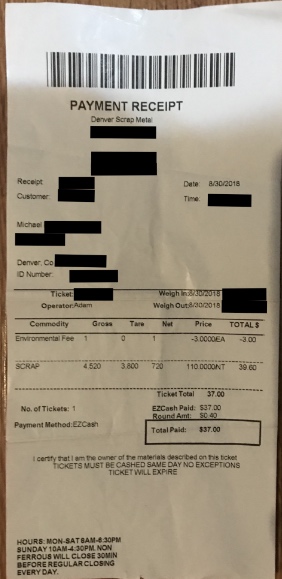 PAYMENT RECEIPT
Denver Scrap Metal
Receipt:
Date: 8/30/2018
Customer:
Time:
Michael
Denver, Co
ID Number:
Ticket: Weigh In:8/30/2018
Operator:Adam Weigh Out:8/30/2018
Commodity Gross Tare Net Price TOTAL $
Environmental Fee 1 0 1 -3.0000EA -3.00
SCRAP 4,520 3,800 720 110.0000NT 39.60
Ticket Total 37.00
No. of Tickets: 1 EZCash Paid: $37.00
Round Amt: $0.40
Payment Method:EZCash Total Paid: $37.00
I certify that I am the owner of the materials described on this ticket
TICKETS MUST BE CASHED SAME DAY NO EXCEPTIONS
TICKET WILL EXPIRE
HOURS: MON-SAT 8AM-6:30PM
SUNDAY 10AM-4:30PM. NON
FERROUS WILL CLOSE 30MIN
BEFORE REGULAR CLOSING
EVERY DAY.